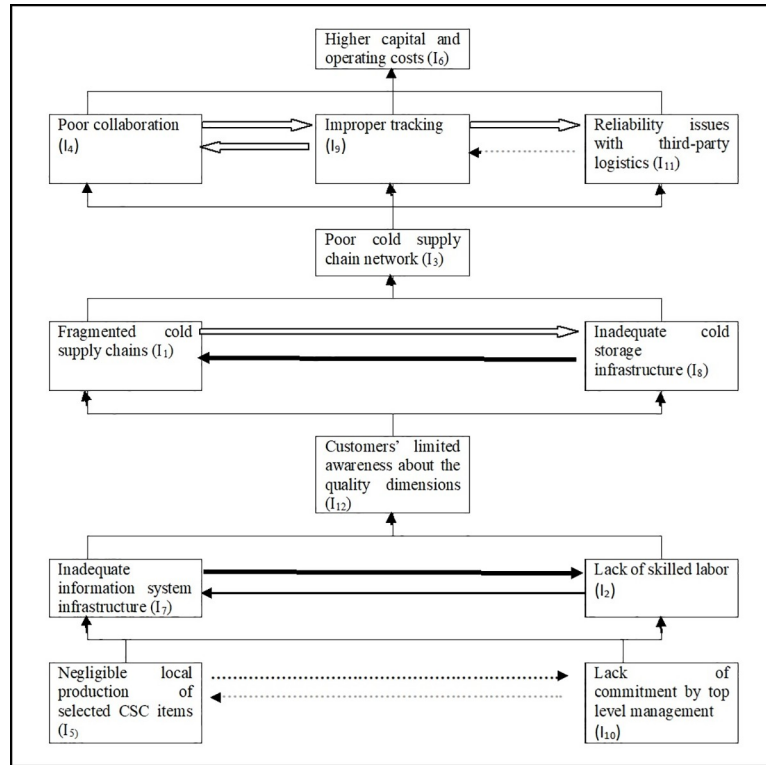 Higher capital and
operating costs (I6)
Poor collaboration
(I4)
Improper tracking
(I9)
Reliability issues
with third-party
logistics (I11)
Poor cold supply
chain network (I3)
Fragmented cold
supply chains (I1)
Inadequate cold
storage
infrastructure (I8)
Customers’ limited
awareness about the
quality dimensions
(I12)
Inadequate
information system
infrastructure (I7)
Lack of skilled labor
(I2)
Negligible local
production of
selected CSC items
(I5)
Lack of
commitment by top
level management
(I10)